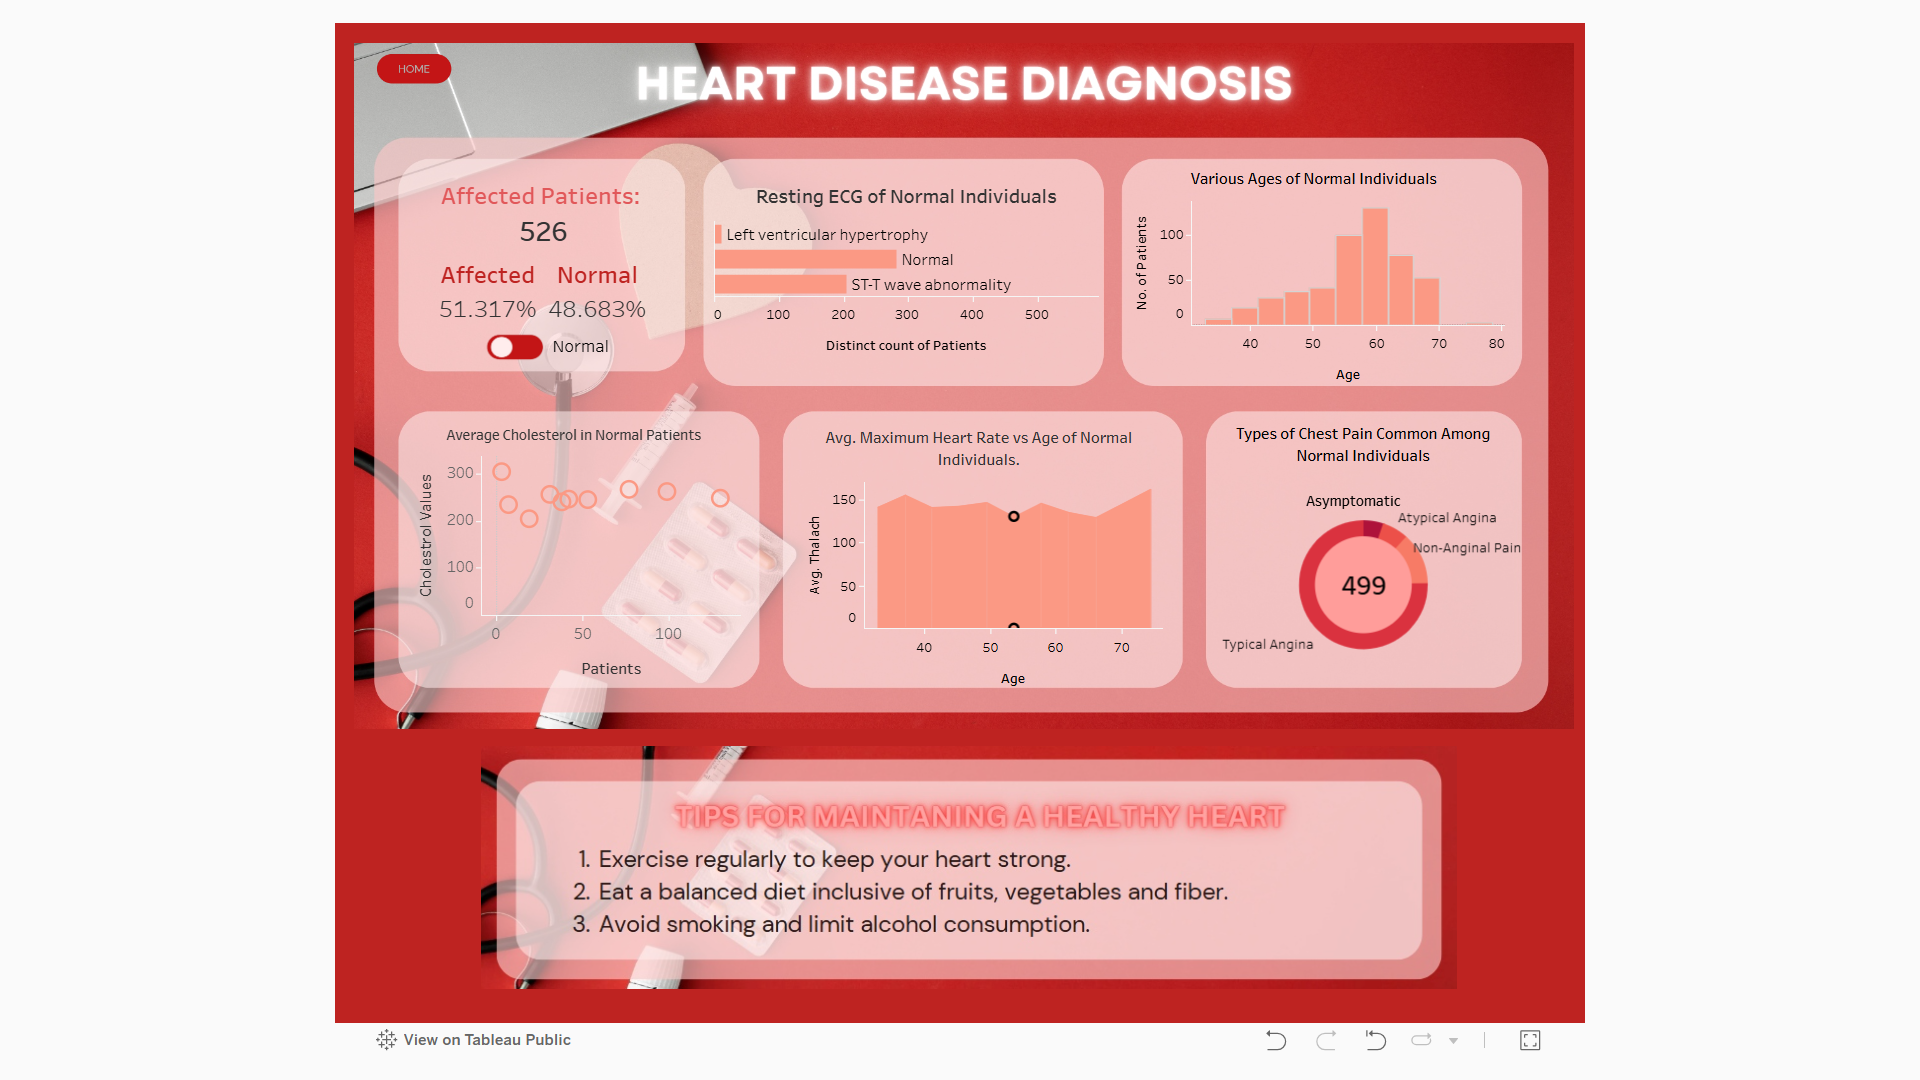 HOME
HEART DISEASE DIAGNOSIS
Affected Patients:
526
Affected Normal
51.317% 48.683%
Normal
Resting ECG of Normal Individuals
Left ventricular hypertrophy
Normal
ST-T wave abnormality
0 100 200 300 400 500
Distinct count of Patients
Various Ages of Normal Individuals
No. of Patients
100
50
0
40 50 60 70 80
Age
Average Cholesterol in Normal Patients
Cholestrol Values
300
200
100
0
0 50 100
Patients
Avg. Maximum Heart Rate vs Age of Normal
Individuals.
Avg. Thalach
150
100
50
0
40 50 60 70
Age
Types of Chest Pain Common Among
Normal Individuals
Asymptomatic
Atypical Angina
Non-Anginal Pain
499
Typical Angina
TIPS FOR MAINTANING A HEALTHY HEART
1. Exercise regularly to keep your heart strong.
2. Eat a balanced diet inclusive of fruits, vegetables and fiber.
3. Avoid smoking and limit alcohol consumption.
View on Tableau Public